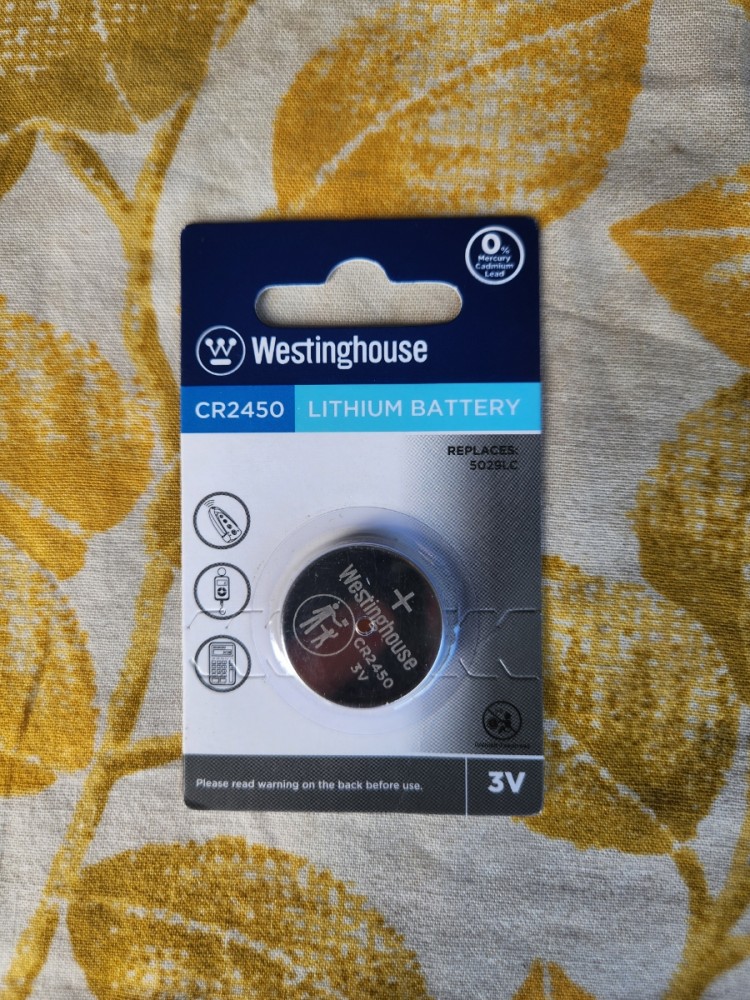 0%
Mercury
Cadmium
Lead
Westinghouse
CR2450
LITHIUM BATTERY
REPLACES:
5029LC
+
Westinghouse
CR2450
3V
Please read warning on the back before use.
3V